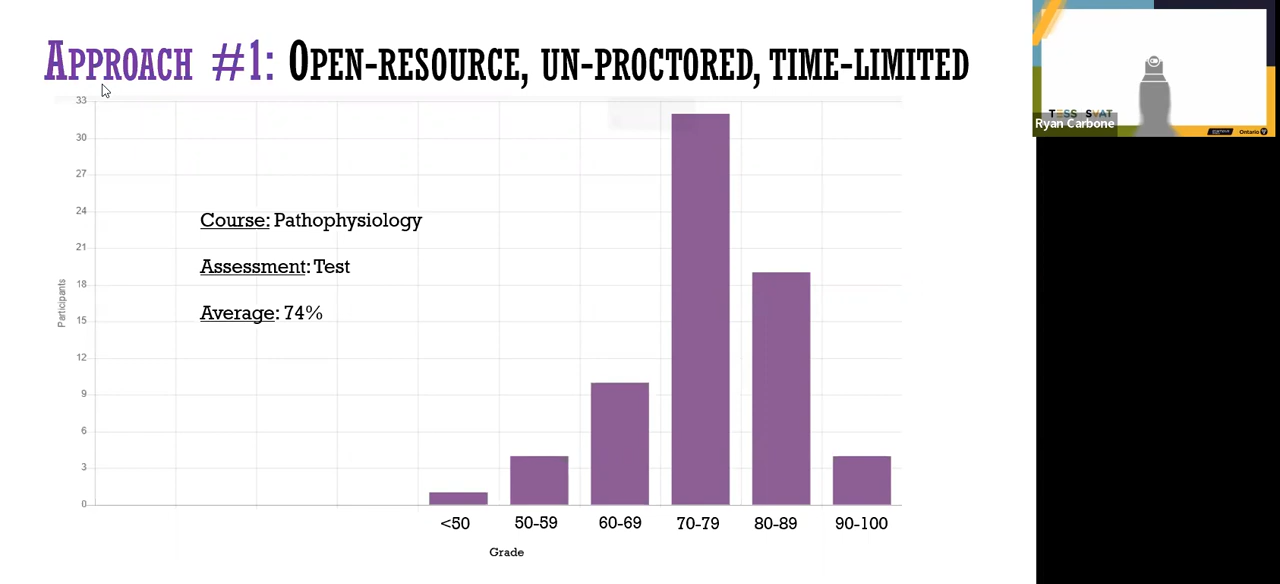 APPROACH #1: OPEN-RESOURCE, UN-PROCTORED, TIME-LIMITED
33
30
27
24
21
18
15
12
9
6
3
0
Participants
Course: Pathophysiology
Assessment: Test
Average: 74%
<50 50-59 60-69 70-79 80-89 90-100
Grade
TESS SVAT
Ryan Carbone
Ontario